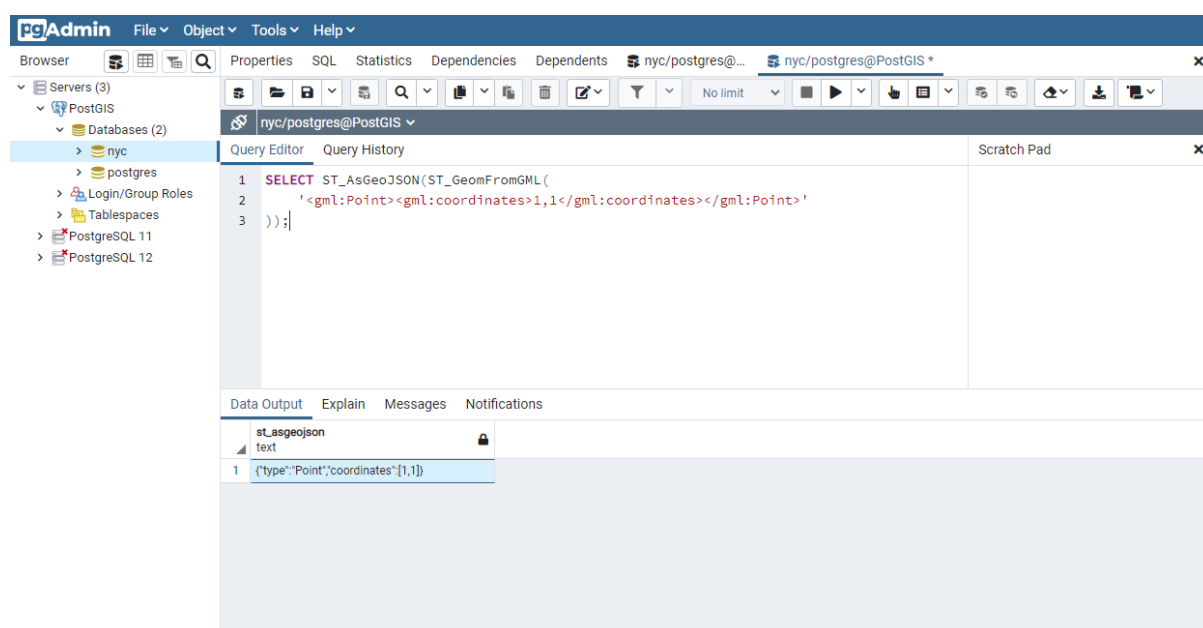 pgAdmin File Object Tools Help
Browser Properties SQL Statistics Dependencies Dependents nyc/postgres@... nyc/postgres@PostGIS *
Servers (3)
PostGIS
Databases (2)
nyc
postgres
Login/Group Roles
Tablespaces
PostgreSQL 11
PostgreSQL 12
No limit
nyc/postgres@PostGIS
Query Editor Query History Scratch Pad
1 SELECT ST_AsGeoJSON(ST_GeomFromGML(
2 '<gml:Point><gml:coordinates>1,1</gml:coordinates></gml:Point>'
3 ));
Data Output Explain Messages Notifications
st_asgeojson
text
1 {"type":"Point","coordinates":[1,1]}